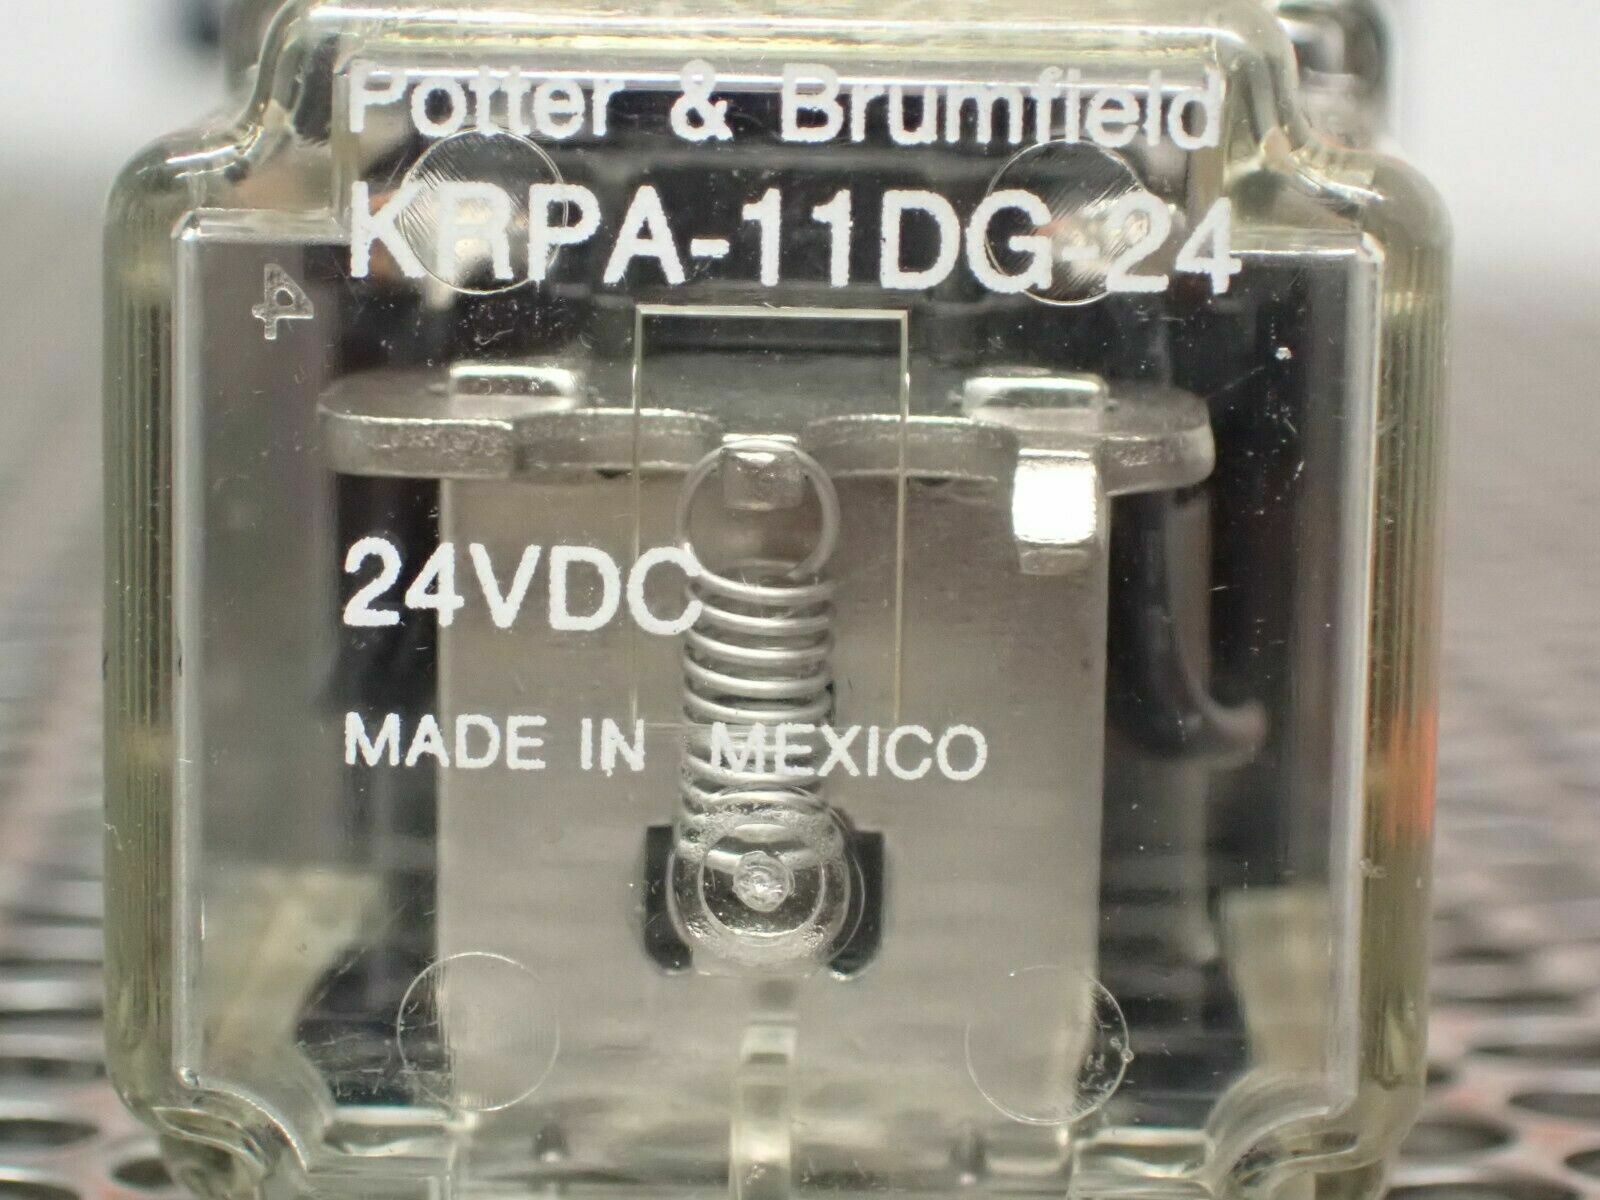 Potter & Brumfield
KRPA-11DG-24
4
24VDC
MADE IN MEXICO